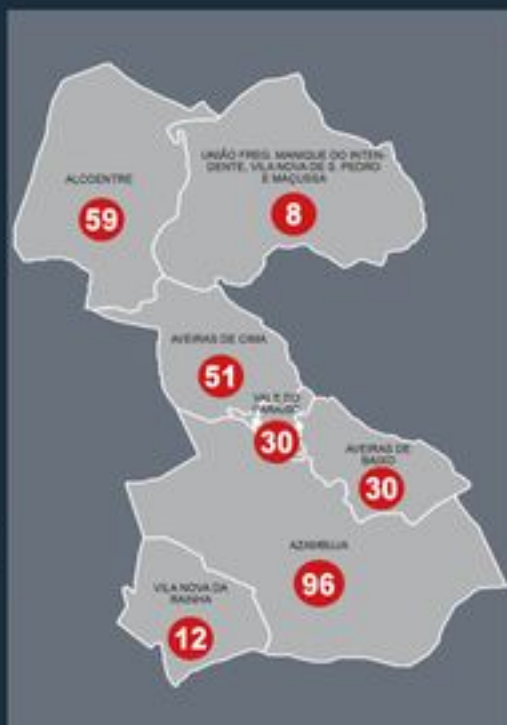 ALCOENTRE
59
UNIÃO FREG. MANIQUE DO INTEN-
DENTE, VILA NOVA DE S. PEDRO
E MAÇUSSA
8
AVEIRAS DE CIMA
51
VALE DO
PARAÍSO
30
AVEIRAS DE
BAIXO
30
AZAMBUJA
96
VILA NOVA DA
RAINHA
12